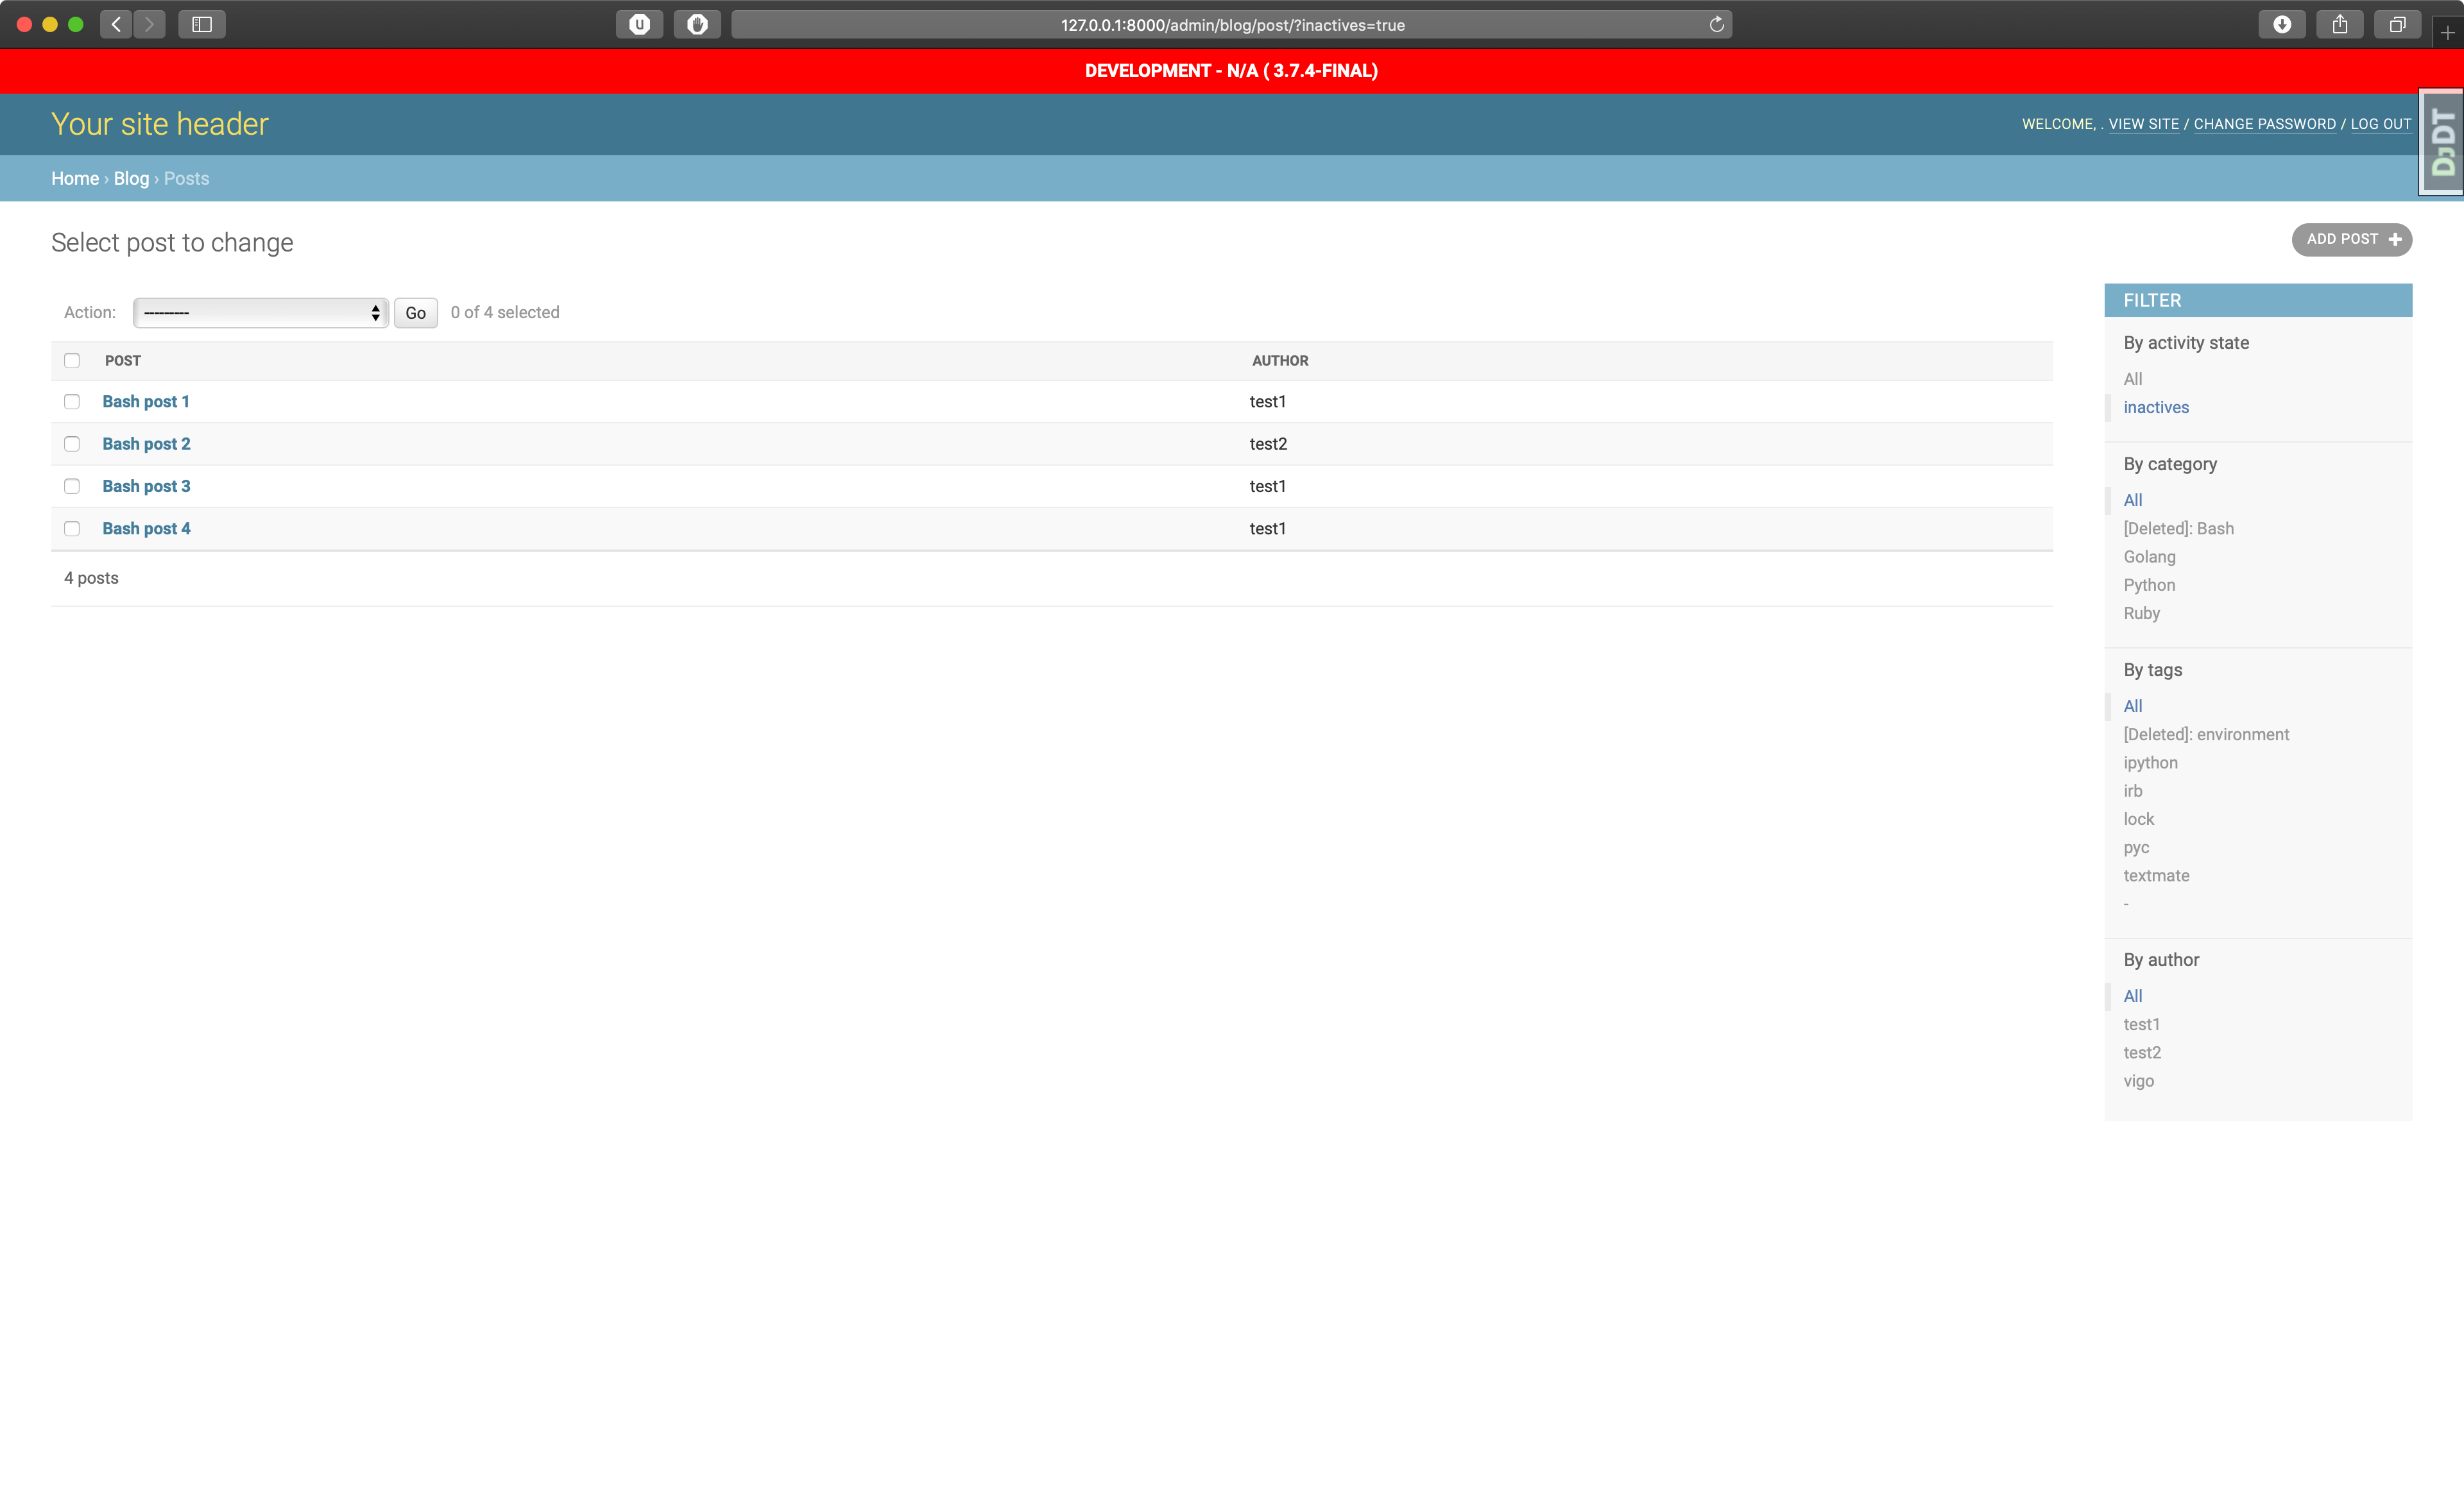 127.0.0.1:8000/admin/blog/post/?inactives=true
DEVELOPMENT - N/A ( 3.7.4-FINAL)
Your site header
WELCOME, . VIEW SITE / CHANGE PASSWORD / LOG OUT
DJDT
Home › Blog › Posts
Select post to change
ADD POST
Action: --------- Go 0 of 4 selected
POST AUTHOR
Bash post 1 test1
Bash post 2 test2
Bash post 3 test1
Bash post 4 test1
4 posts
FILTER
By activity state
All
inactives
By category
All
[Deleted]: Bash
Golang
Python
Ruby
By tags
All
[Deleted]: environment
ipython
irb
lock
pyc
textmate
-
By author
All
test1
test2
vigo